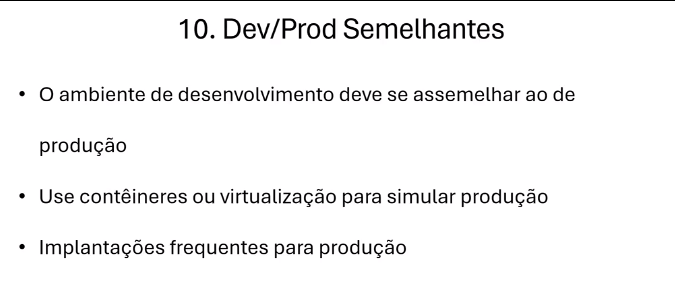 10. Dev/Prod Semelhantes
• O ambiente de desenvolvimento deve se assemelhar ao de
produção
• Use contêineres ou virtualização para simular produção
• Implantações frequentes para produção